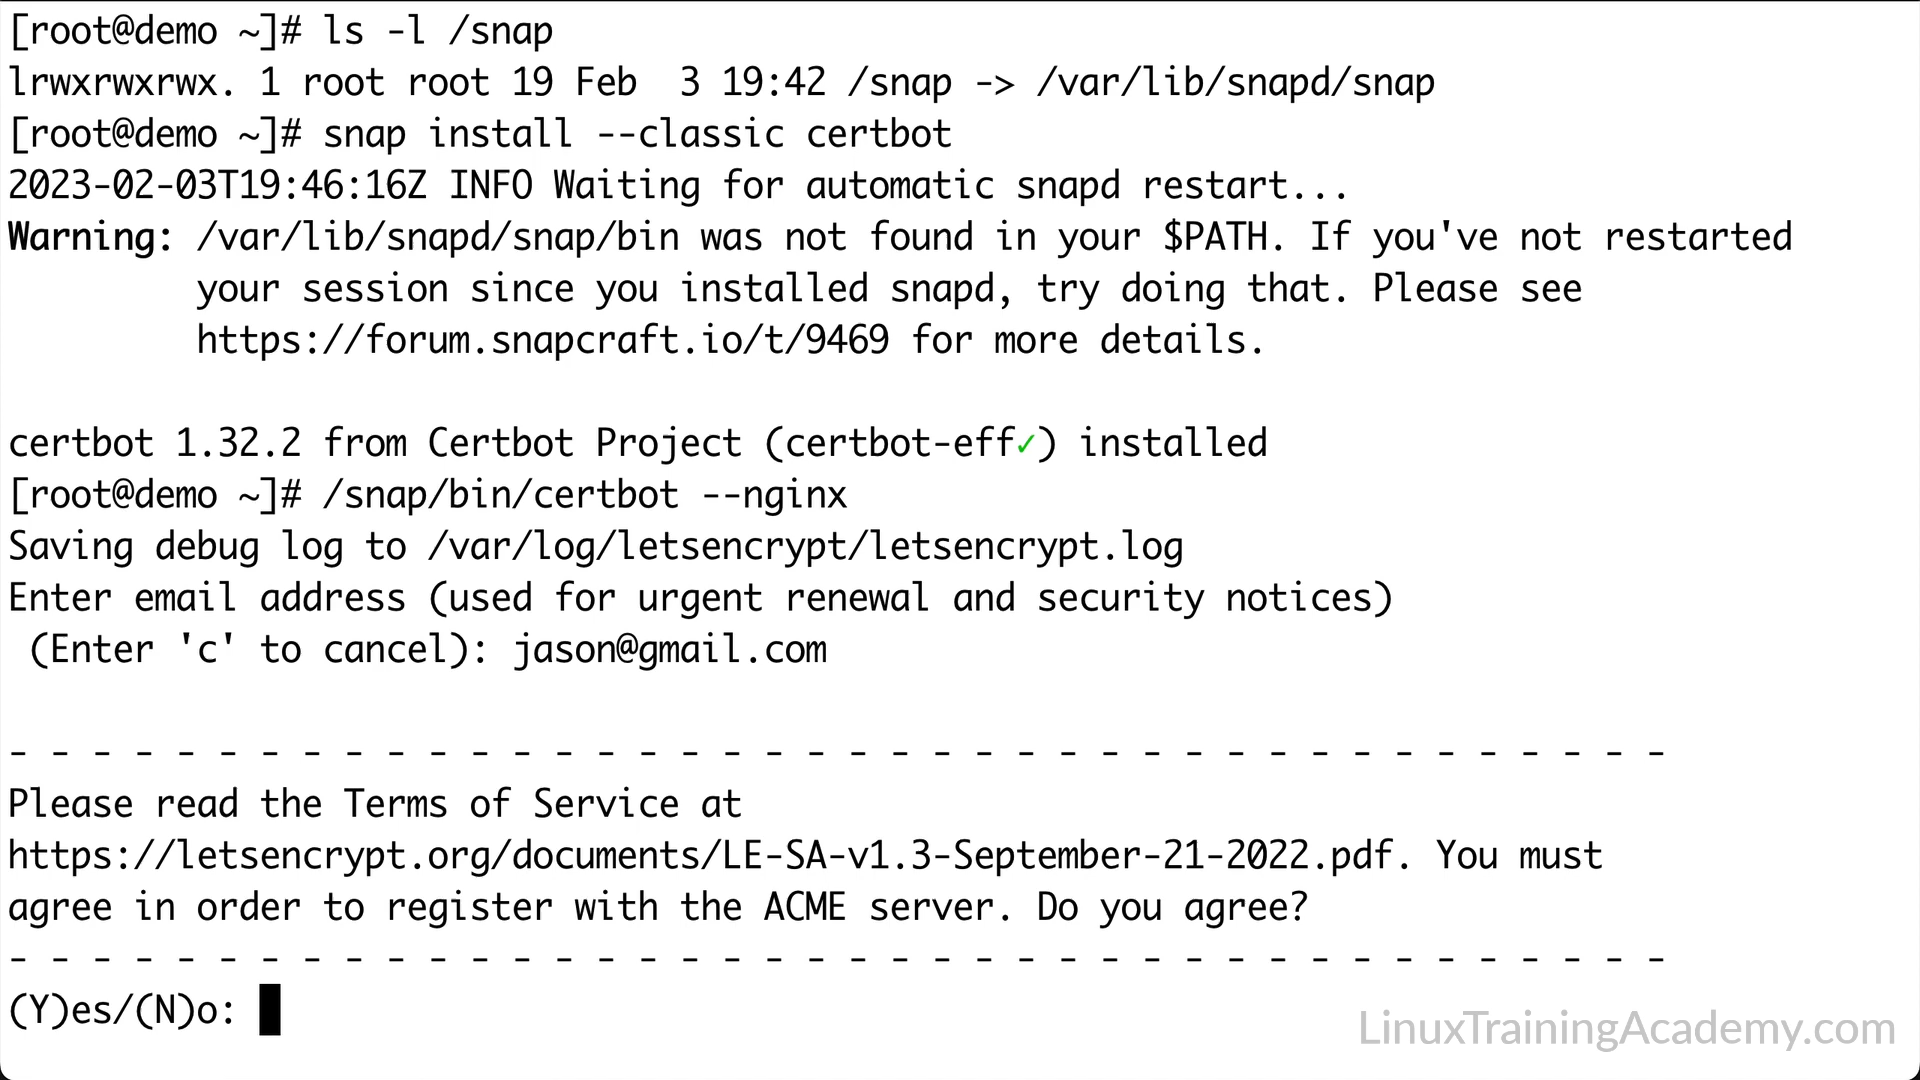 [root@demo ~]# ls -l /snap
lrwxrwxrwx. 1 root root 19 Feb  3 19:42 /snap -> /var/lib/snapd/snap
[root@demo ~]# snap install --classic certbot
2023-02-03T19:46:16Z INFO Waiting for automatic snapd restart...
Warning: /var/lib/snapd/snap/bin was not found in your $PATH. If you've not restarted
         your session since you installed snapd, try doing that. Please see
         https://forum.snapcraft.io/t/9469 for more details.

certbot 1.32.2 from Certbot Project (certbot-eff✓) installed
[root@demo ~]# /snap/bin/certbot --nginx
Saving debug log to /var/log/letsencrypt/letsencrypt.log
Enter email address (used for urgent renewal and security notices)
 (Enter 'c' to cancel): jason@gmail.com

- - - - - - - - - - - - - - - - - - - - - - - - - - - - - - - - - - - - - - - -
Please read the Terms of Service at
https://letsencrypt.org/documents/LE-SA-v1.3-September-21-2022.pdf. You must
agree in order to register with the ACME server. Do you agree?
- - - - - - - - - - - - - - - - - - - - - - - - - - - - - - - - - - - - - - - -
(Y)es/(N)o:
LinuxTrainingAcademy.com